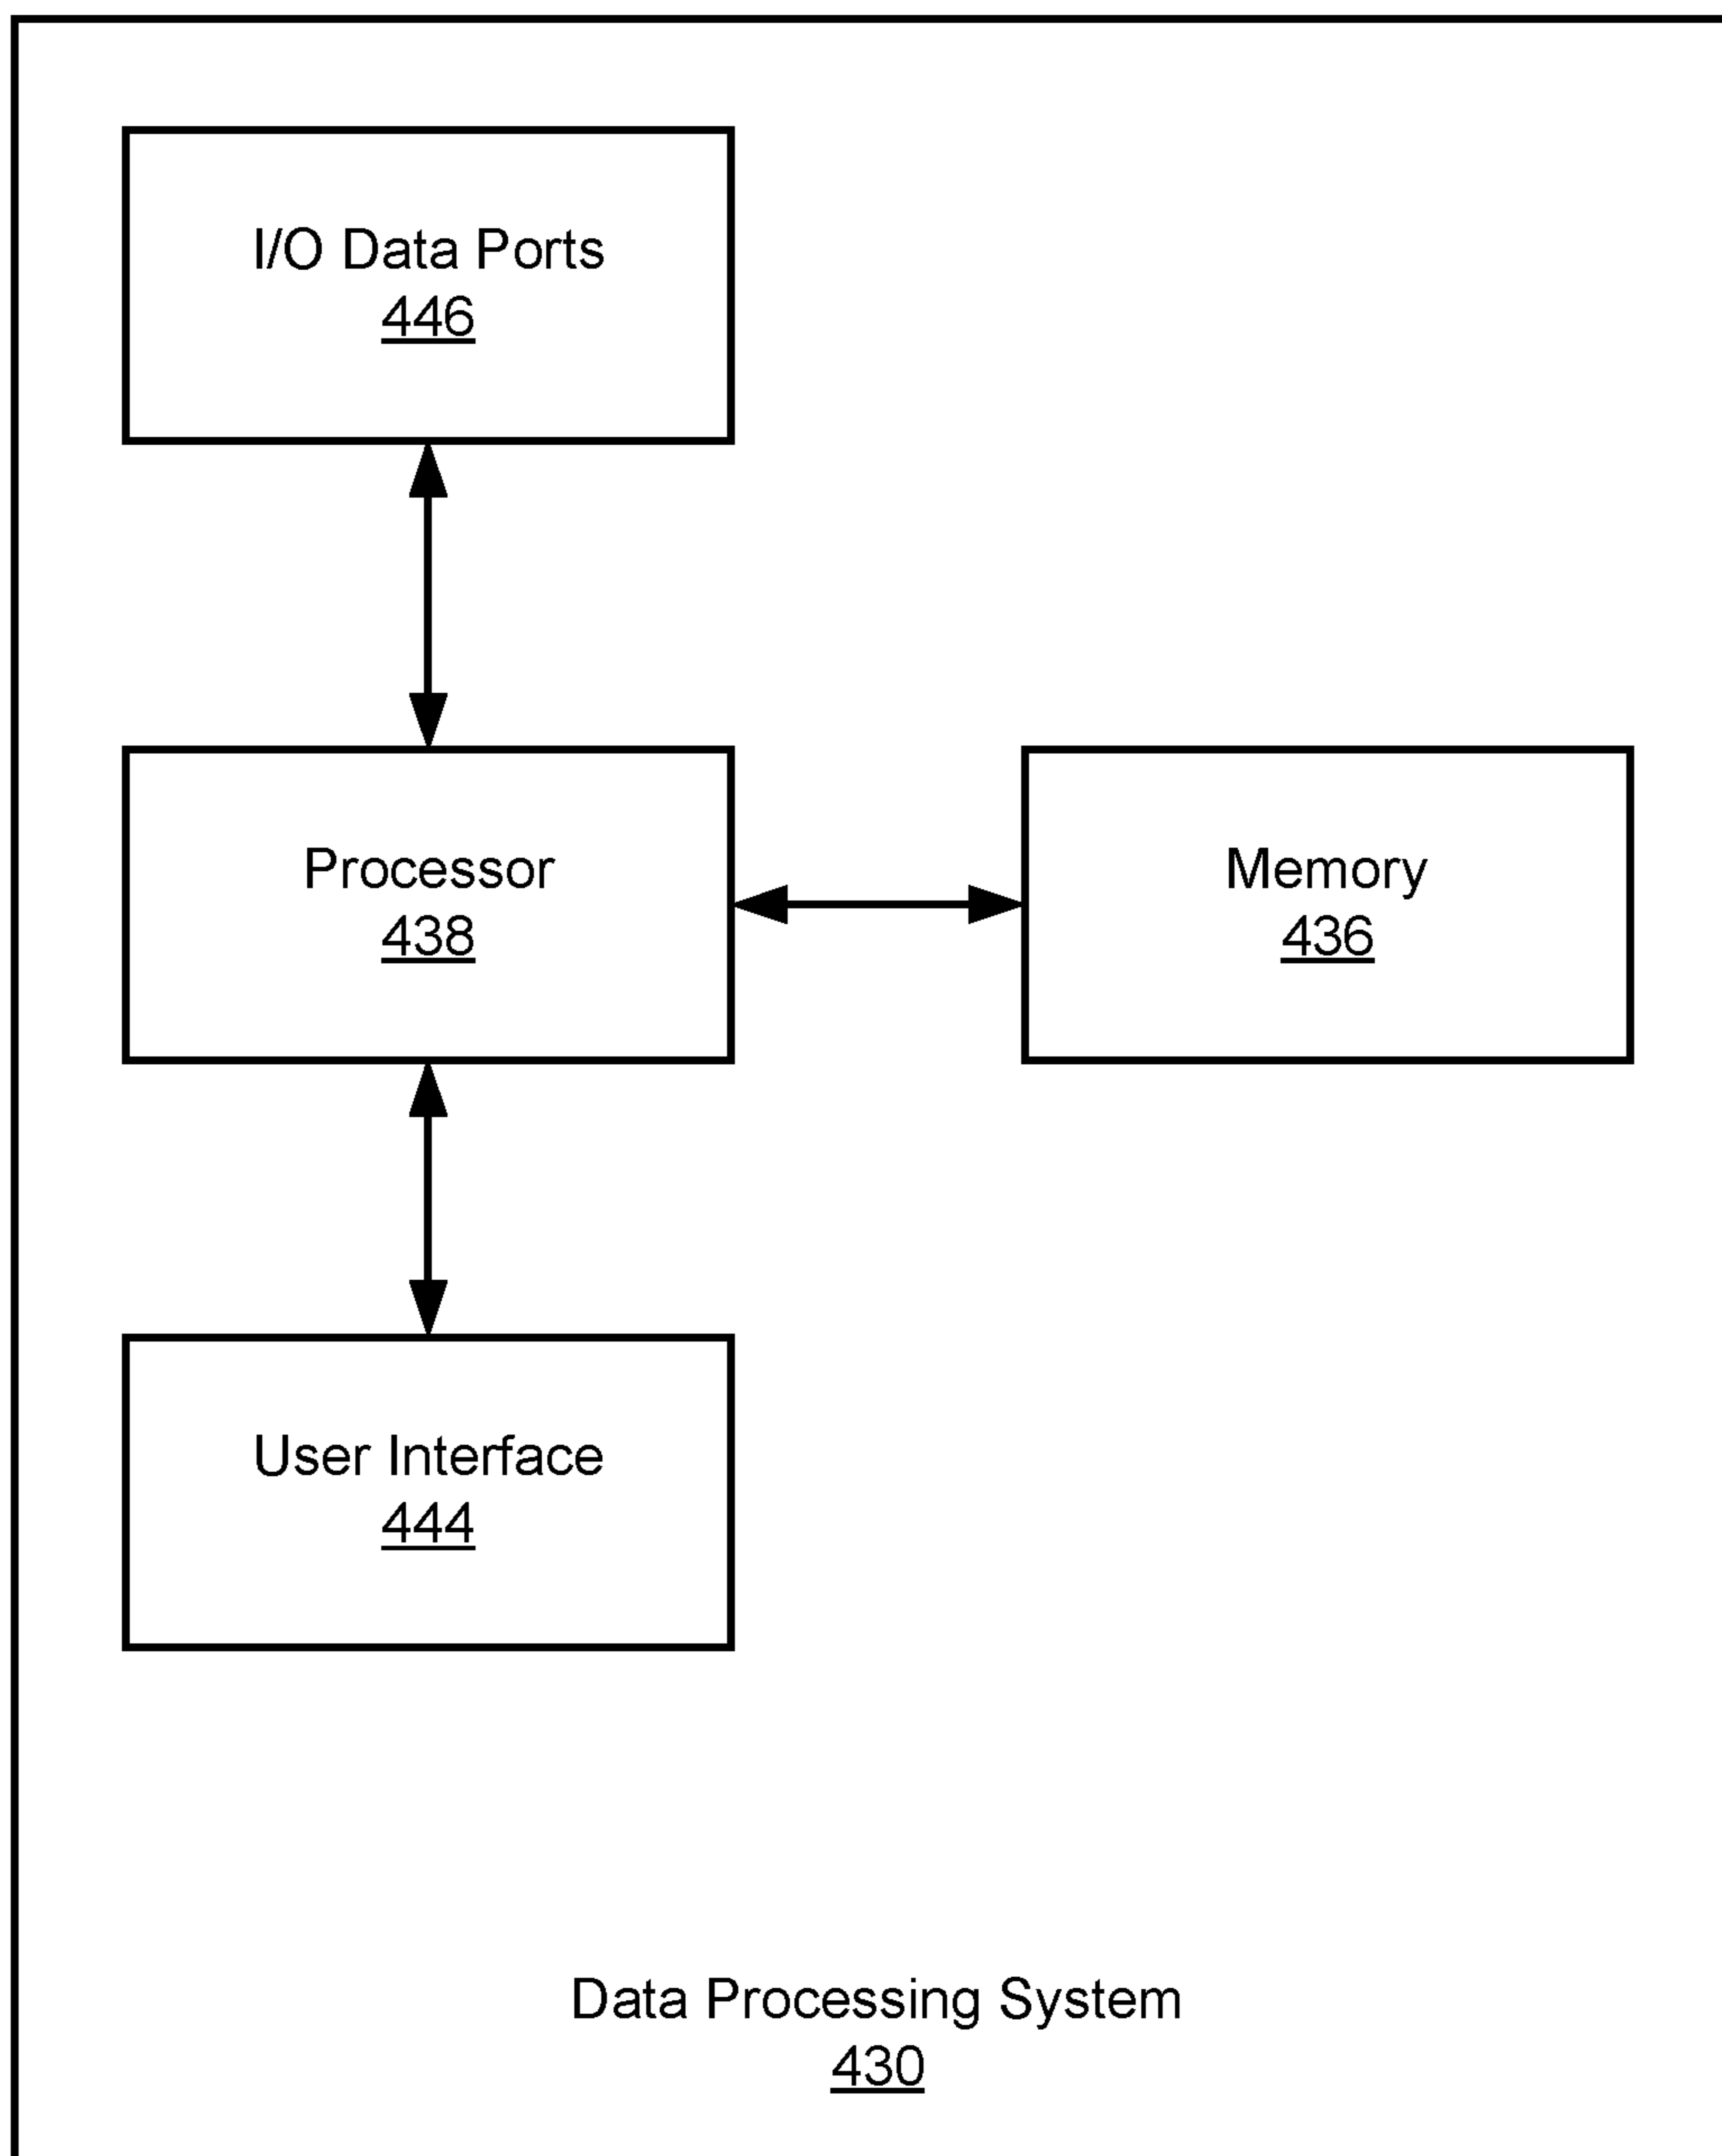 I/O Data Ports
446
Processor
438
Memory
436
User Interface
444
Data Processing System
430